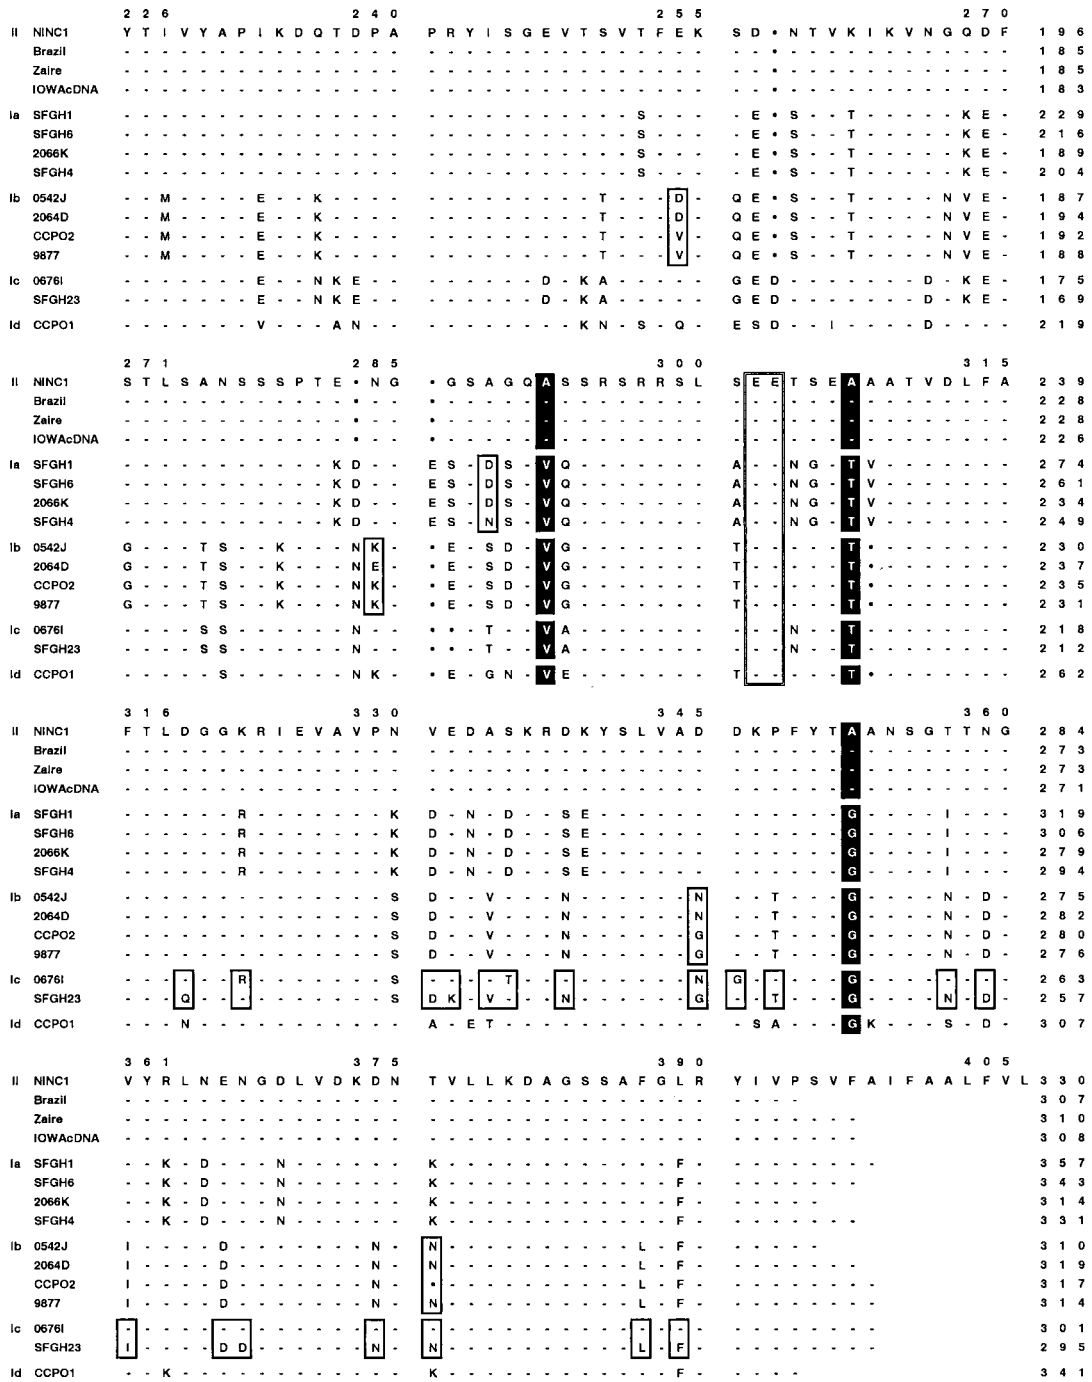 2 2 6 2 4 0 2 5 5 2 7 0
II NINC1 Y T I V Y A P I K D Q T D P A P R Y I S G E V T S V T F E K S D • N T V K I K V N G Q D F 1 9 6
Brazil - - - - - - - - - - - - - - - - - - - - - - - - - - - - - - - - • - - - - - - - - - - - - 1 8 5
Zaire - - - - - - - - - - - - - - - - - - - - - - - - - - - - - - - - • - - - - - - - - - - - - 1 8 5
IOWAcDNA - - - - - - - - - - - - - - - - - - - - - - - - - - - - - - - - • - - - - - - - - - - - - 1 8 3
Ia SFGH1 - - - - - - - - - - - - - - - - - - - - - - - - - - S - - - - E • S - - T - - - - - K E - 2 2 9
SFGH6 - - - - - - - - - - - - - - - - - - - - - - - - - - S - - - - E • S - - T - - - - - K E - 2 1 6
2066K - - - - - - - - - - - - - - - - - - - - - - - - - - S - - - - E • S - - T - - - - - K E - 1 8 9
SFGH4 - - - - - - - - - - - - - - - - - - - - - - - - - - S - - - - E • S - - T - - - - - K E - 2 0 4
Ib 0542J - - M - - - - E - - K - - - - - - - - - - - - - T - - - D - Q E • S - - T - - - - N V E - 1 8 7
2064D - - M - - - - E - - K - - - - - - - - - - - - - T - - - D - Q E • S - - T - - - - N V E - 1 9 4
CCPO2 - - M - - - - E - - K - - - - - - - - - - - - - T - - - V - Q E • S - - T - - - - N V E - 1 9 2
9877 - - M - - - - E - - K - - - - - - - - - - - - - T - - - V - Q E • S - - T - - - - N V E - 1 8 8
Ic 0676I - - - - - - - E - - N K E - - - - - - - - D - K A - - - - - G E D - - - - - - - D - K E - 1 7 5
SFGH23 - - - - - - - E - - N K E - - - - - - - - D - K A - - - - - G E D - - - - - - - D - K E - 1 6 9
Id CCPO1 - - - - - - - V - - - A N - - - - - - - - - - K N - S - Q - E S D - - I - - - - D - - - - 2 1 9
2 7 1 2 8 5 3 0 0 3 1 5
II NINC1 S T L S A N S S S P T E • N G • G S A G Q A S S R S R R S L S E E T S E A A A T V D L F A 2 3 9
Brazil - - - - - - - - - - - - • - - • - - - - - - - - - - - - - - - - - - - - - - - - - - - - - 2 2 8
Zaire - - - - - - - - - - - - • - - • - - - - - - - - - - - - - - - - - - - - - - - - - - - - - 2 2 8
IOWAcDNA - - - - - - - - - - - - • - - • - - - - - - - - - - - - - - - - - - - - - - - - - - - - - 2 2 6
Ia SFGH1 - - - - - - - - - - - K D - - E S - D S - V Q - - - - - - - A - - N G - T V - - - - - - - 2 7 4
SFGH6 - - - - - - - - - - - K D - - E S - D S - V Q - - - - - - - A - - N G - T V - - - - - - - 2 6 1
2066K - - - - - - - - - - - K D - - E S - D S - V Q - - - - - - - A - - N G - T V - - - - - - - 2 3 4
SFGH4 - - - - - - - - - - - K D - - E S - N S - V Q - - - - - - - A - - N G - T V - - - - - - - 2 4 9
Ib 0542J G - - - T S - - K - - - N K - • E - S D - V G - - - - - - - T - - - - - T • - - - - - - - 2 3 0
2064D G - - - T S - - K - - - N E - • E - S D - V G - - - - - - - T - - - - - T • - - - - - - - 2 3 7
CCPO2 G - - - T S - - K - - - N K - • E - S D - V G - - - - - - - T - - - - - T • - - - - - - - 2 3 5
9877 G - - - T S - - K - - - N K - • E - S D - V G - - - - - - - T - - - - - T • - - - - - - - 2 3 1
Ic 0676I - - - - S S - - - - - - N - - • • - T - - V A - - - - - - - - - - N - - T - - - - - - - - 2 1 8
SFGH23 - - - - S S - - - - - - N - - • • - T - - V A - - - - - - - - - - N - - T - - - - - - - - 2 1 2
Id CCPO1 - - - - - S - - - - - - N K - • E - G N - V E - - - - - - - T - - - - - T • - - - - - - - 2 6 2
3 1 6 3 3 0 3 4 5 3 6 0
II NINC1 F T L D G G K R I E V A V P N V E D A S K R D K Y S L V A D D K P F Y T A A N S G T T N G 2 8 4
Brazil - - - - - - - - - - - - - - - - - - - - - - - - - - - - - - - - - - - - - - - - - - - - - 2 7 3
Zaire - - - - - - - - - - - - - - - - - - - - - - - - - - - - - - - - - - - - - - - - - - - - - 2 7 3
IOWAcDNA - - - - - - - - - - - - - - - - - - - - - - - - - - - - - - - - - - - - - - - - - - - - - 2 7 1
Ia SFGH1 - - - - - - R - - - - - - - K D - N - D - - S E - - - - - - - - - - - - G - - - - I - - - 3 1 9
SFGH6 - - - - - - R - - - - - - - K D - N - D - - S E - - - - - - - - - - - - G - - - - I - - - 3 0 6
2066K - - - - - - R - - - - - - - K D - N - D - - S E - - - - - - - - - - - - G - - - - I - - - 2 7 9
SFGH4 - - - - - - R - - - - - - - K D - N - D - - S E - - - - - - - - - - - - G - - - - I - - - 2 9 4
Ib 0542J - - - - - - - - - - - - - - S D - - V - - - N - - - - - - N - - T - - - G - - - - N - D - 2 7 5
2064D - - - - - - - - - - - - - - S D - - V - - - N - - - - - - N - - T - - - G - - - - N - D - 2 8 2
CCPO2 - - - - - - - - - - - - - - S D - - V - - - N - - - - - - G - - T - - - G - - - - N - D - 2 8 0
9877 - - - - - - - - - - - - - - S D - - V - - - N - - - - - - G - - T - - - G - - - - N - D - 2 7 6
Ic 0676I - - - - - - R - - - - - - - S - - - - T - - - - - - - - - N G - - - - - G - - - - - - - - 2 6 3
SFGH23 - - - Q - - - - - - - - - - S D K - V - - - N - - - - - - G - - T - - - G - - - - N - D - 2 5 7
Id CCPO1 - - - N - - - - - - - - - - - A - E T - - - - - - - - - - - - S A - - - G K - - - S - D - 3 0 7
3 6 1 3 7 5 3 9 0 4 0 5
II NINC1 V Y R L N E N G D L V D K D N T V L L K D A G S S A F G L R Y I V P S V F A I F A A L F V L 3 3 0
Brazil - - - - - - - - - - - - - - - - - - - - - - - - - - - - - - - - - - 3 0 7
Zaire - - - - - - - - - - - - - - - - - - - - - - - - - - - - - - - - - - - - - 3 1 0
IOWAcDNA - - - - - - - - - - - - - - - - - - - - - - - - - - - - - - - - - - - - - 3 0 8
Ia SFGH1 - - K - D - - - N - - - - - - K - - - - - - - - - - - - F - - - - - - - - - 3 5 7
SFGH6 - - K - D - - - N - - - - - - K - - - - - - - - - - - - F - - - - - - - - - 3 4 3
2066K - - K - D - - - N - - - - - - K - - - - - - - - - - - - F - - - - - - 3 1 4
SFGH4 - - K - D - - - N - - - - - - K - - - - - - - - - - - - F - - - - - - - - 3 3 1
Ib 0542J I - - - - D - - - - - - - N - N - - - - - - - - - - L - F - - - - - - 3 1 0
2064D I - - - - D - - - - - - - N - N - - - - - - - - - - L - F - - - - - - - - - 3 1 9
CCPO2 I - - - - D - - - - - - - N - • - - - - - - - - - - L - F - - - - - - - - - 3 1 7
9877 I - - - - D - - - - - - - N - N - - - - - - - - - - L - F - - - - - - - - - 3 1 4
Ic 0676I - - - - - - - - - - - - - - - - - - - - - - - - - - - - - - - - - - - - - - 3 0 1
SFGH23 I - - - - D D - - - - - - N - N - - - - - - - - - - L - F - - - - - - - - - 2 9 5
Id CCPO1 - - K - - - - - - - - - - - - K - - - - - - - - - - - - F - - - - - - - - - 3 4 1